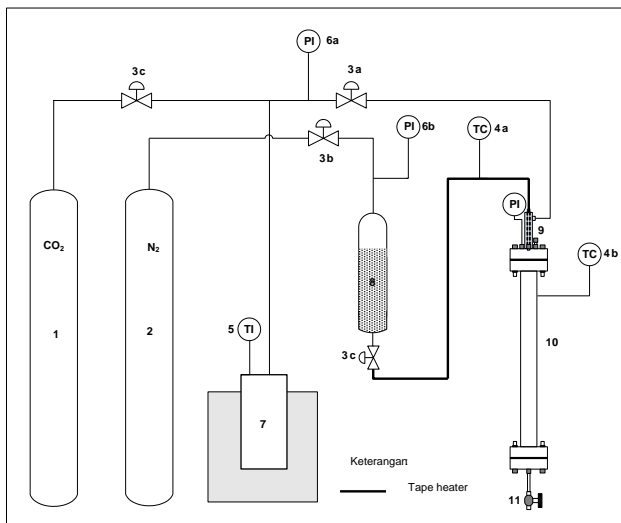 PI 6a
3c
3a
PI 6b
TC 4a
3b
PI
9
CO₂
N₂
TC 4b
8
1
2
5 TI
3c
10
7
Keterangan
Tape heater
11